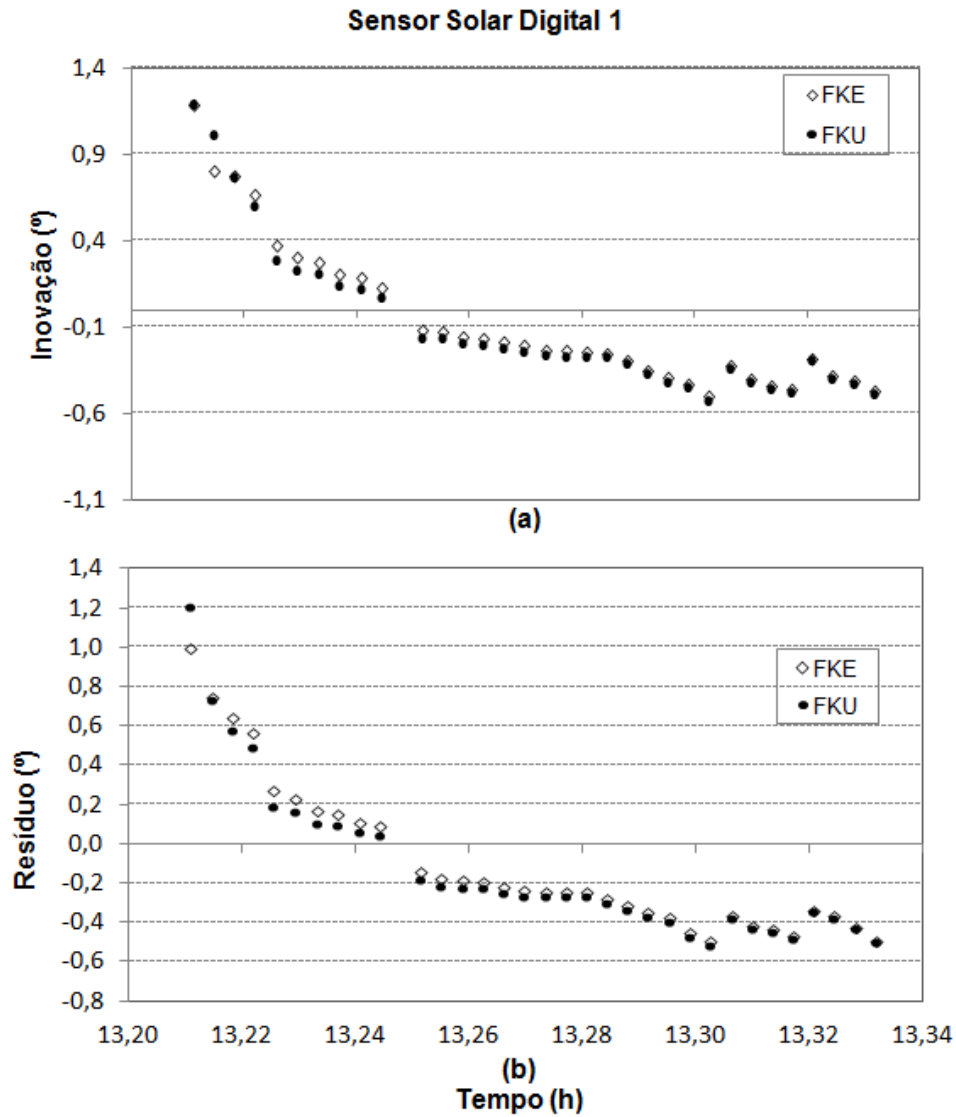 Sensor Solar Digital 1
1,4
0,9
0,4
-0,1
-0,6
-1,1
Inovação (º)
FKE
FKU
(a)
1,4
1,2
1,0
0,8
0,6
0,4
0,2
0,0
-0,2
-0,4
-0,6
-0,8
Resíduo (º)
FKE
FKU
13,20 13,22 13,24 13,26 13,28 13,30 13,32 13,34
(b)
Tempo (h)